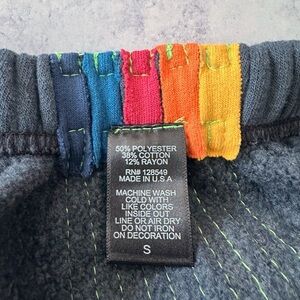 50% POLYESTER
38% COTTON
12% RAYON
RN# 128549
MADE IN U S A
MACHINE WASH
COLD WITH
LIKE COLORS
INSIDE OUT
LINE OR AIR DRY
DO NOT IRON
ON DECORATION
S